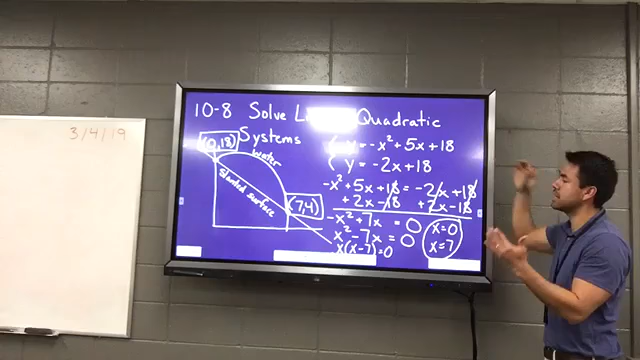 3/4/19
10-8 Solve L Quadratic
Systems
(0,18)
water
Slanted surface
(7,4)
y = -x² + 5x + 18
y = -2x + 18
-x² + 5x + 18 = -2x + 18
+ 2x - 18 + 2x - 18
-x² + 7x = 0
x² - 7x = 0
x(x-7) = 0
x=0
x=7